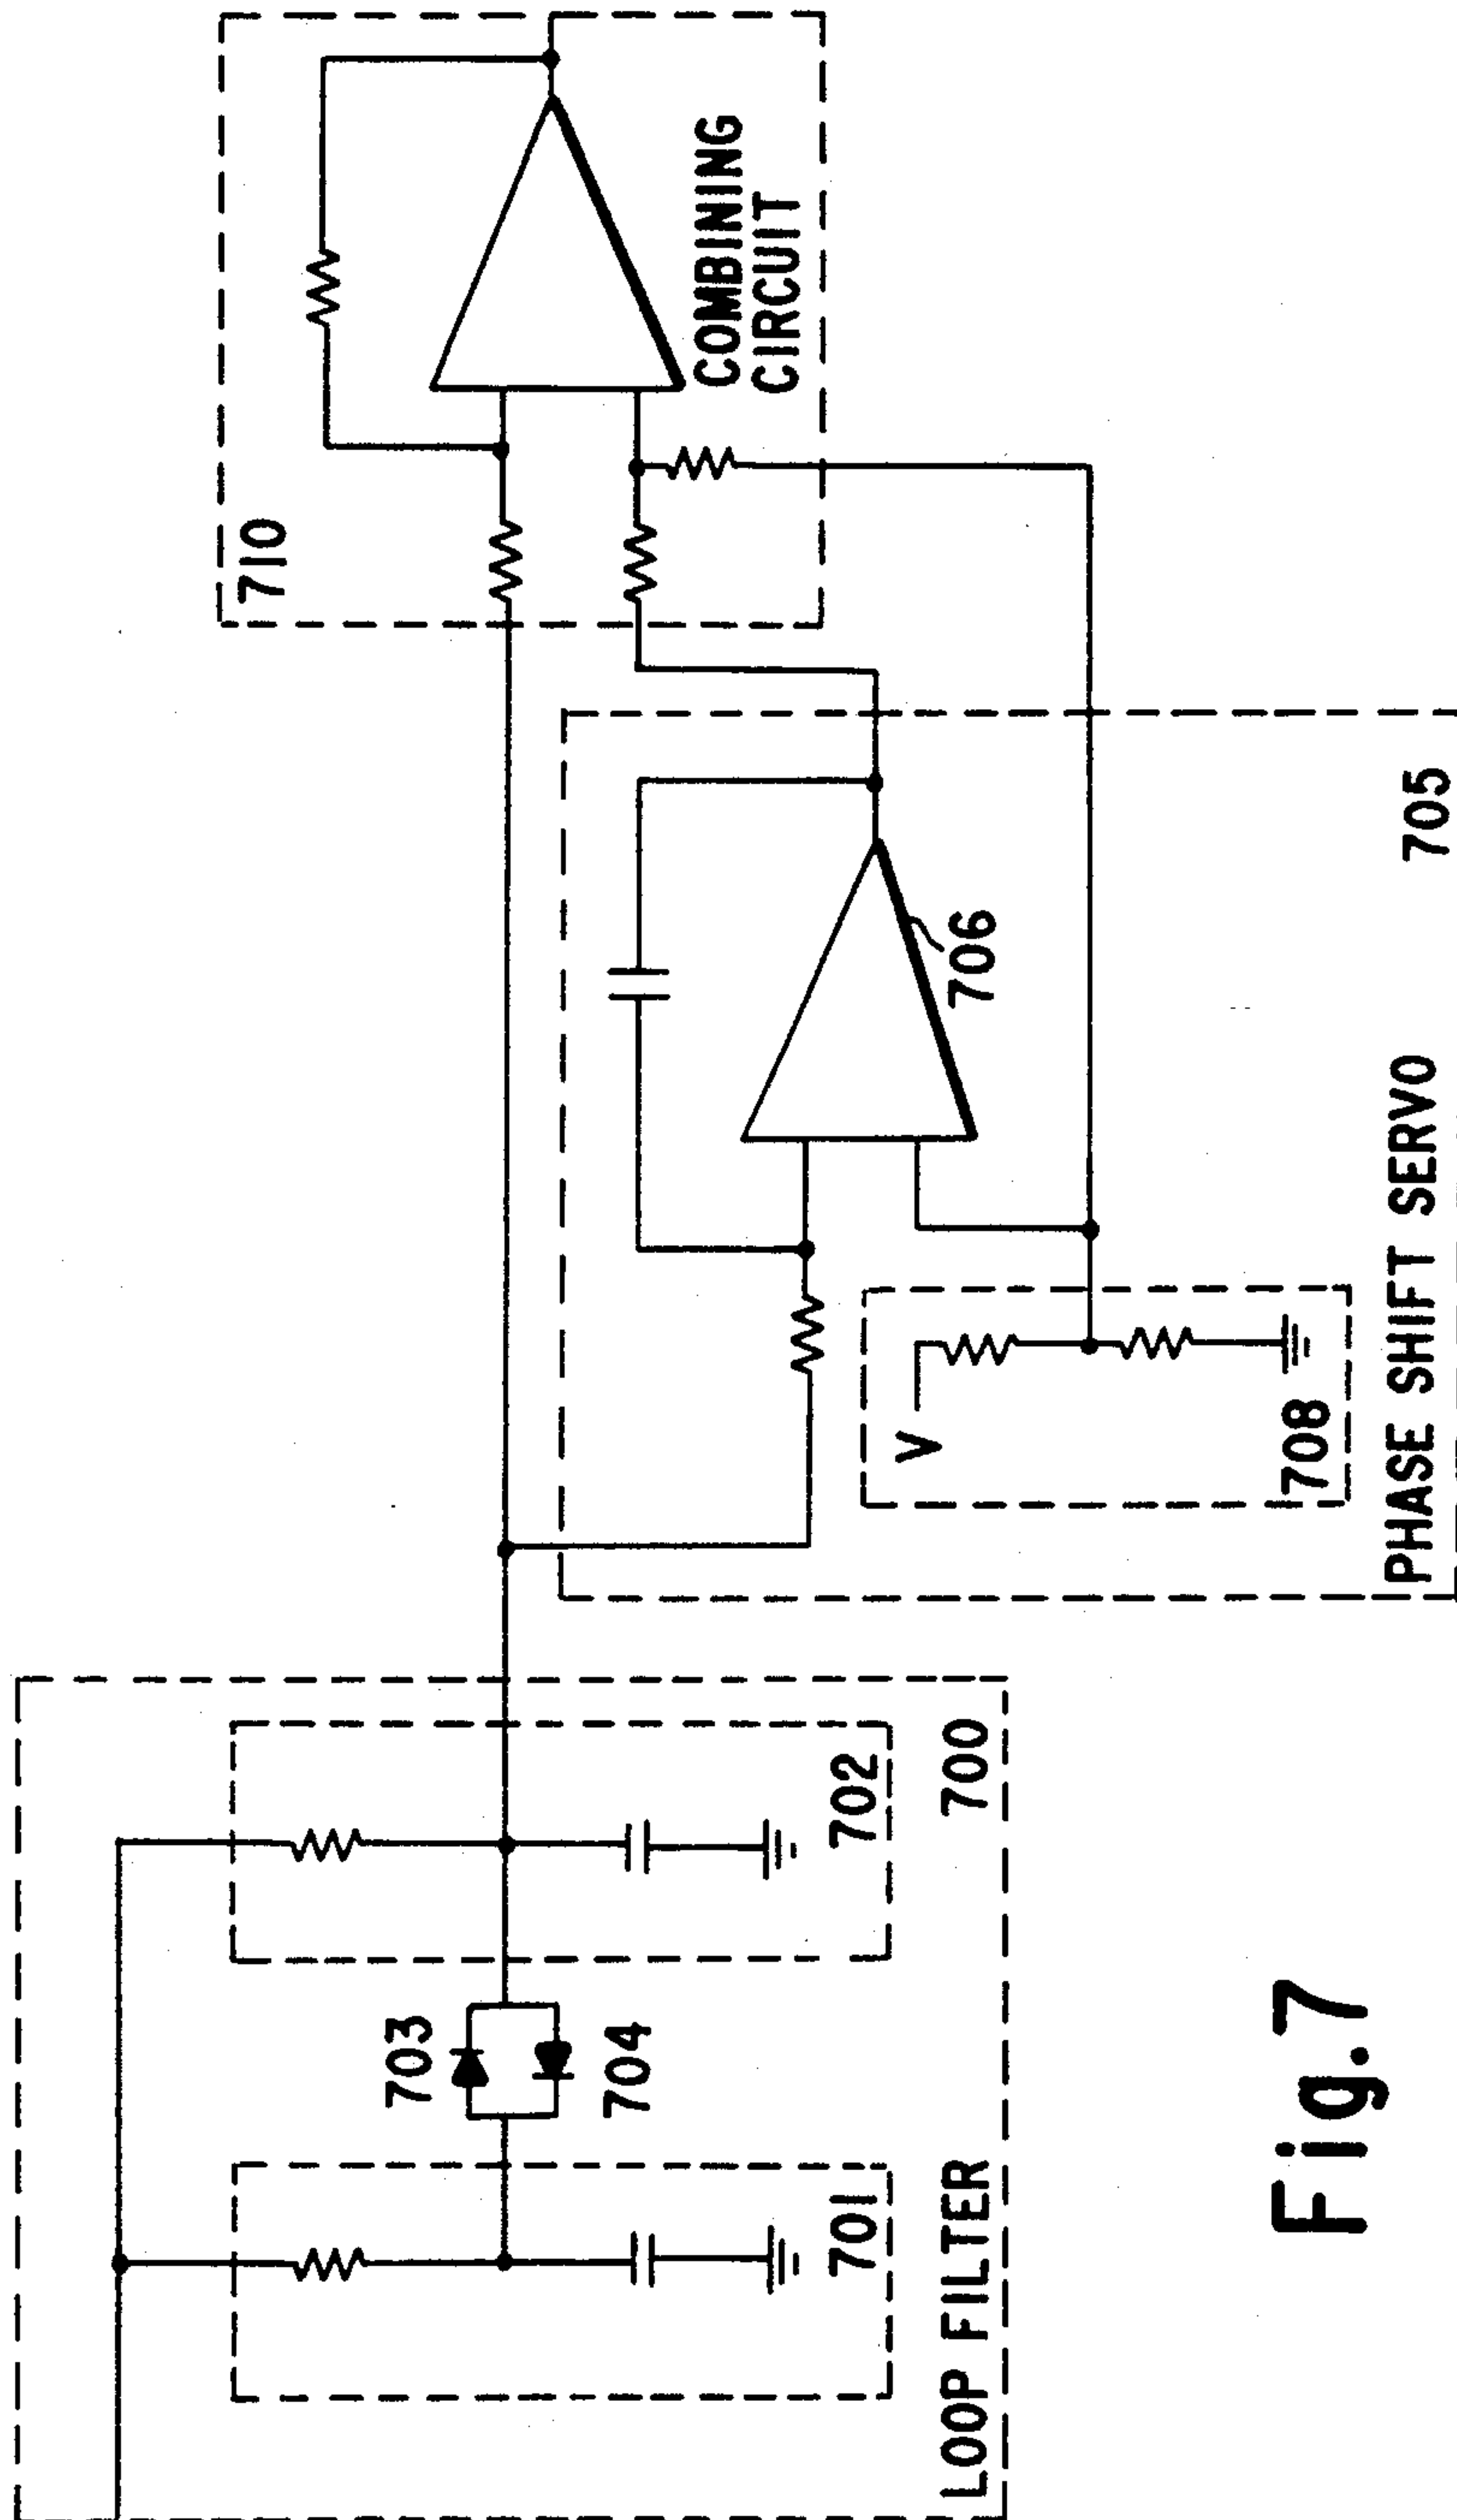 LOOP FILTER
700
701
702
703
704
PHASE SHIFT SERVO
705
706
708
V
710
COMBINING
CIRCUIT
Fig.7